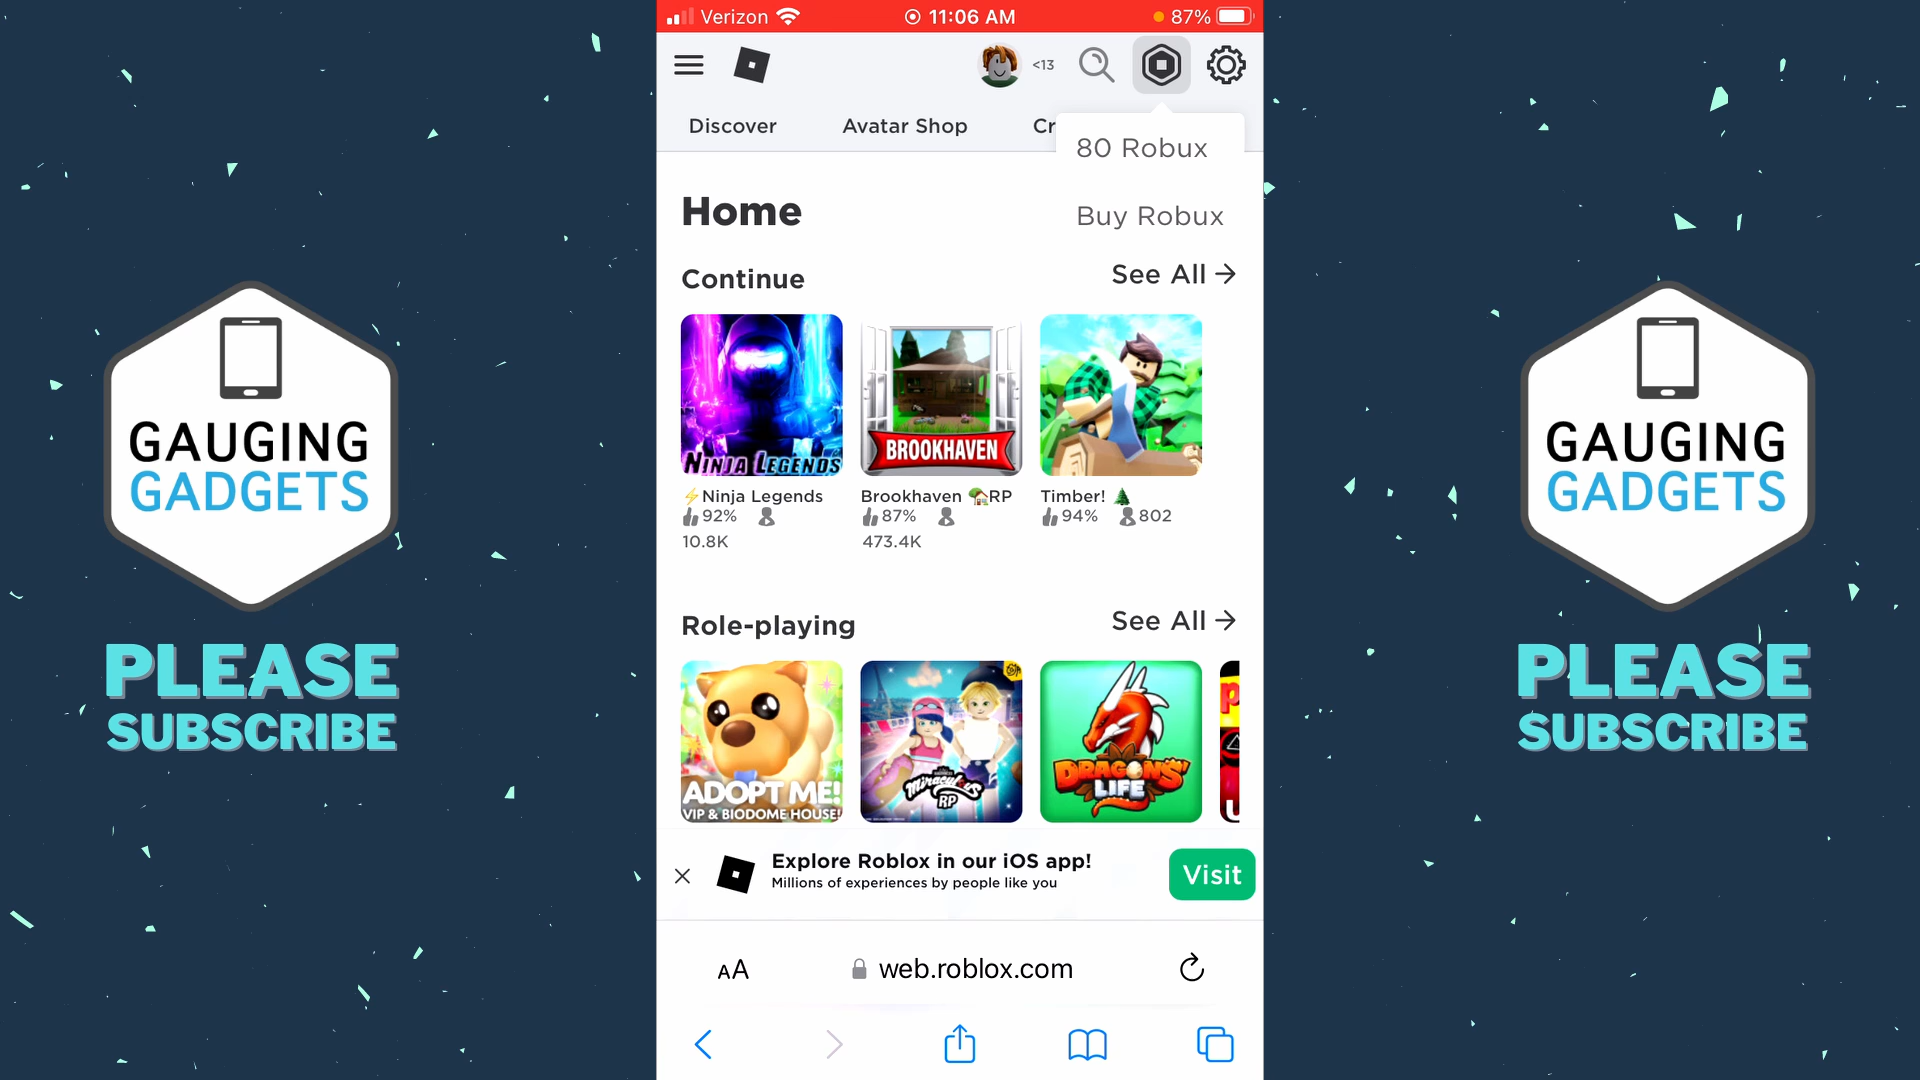 GAUGING
GADGETS
PLEASE
SUBSCRIBE
Verizon
11:06 AM
87%
<13
Discover
Avatar Shop
Cr
80 Robux
Buy Robux
Home
Continue
See All →
NINJA LEGENDS
BROOKHAVEN
⚡Ninja Legends
92%
10.8K
Brookhaven 🏡RP
87%
473.4K
Timber! 🌲
94%
802
Role-playing
See All →
ADOPT ME!
VIP & BIODOME HOUSE!
Miraculous
RP
DRAGONS'
LIFE
Explore Roblox in our iOS app!
Millions of experiences by people like you
Visit
AA
web.roblox.com
GAUGING
GADGETS
PLEASE
SUBSCRIBE